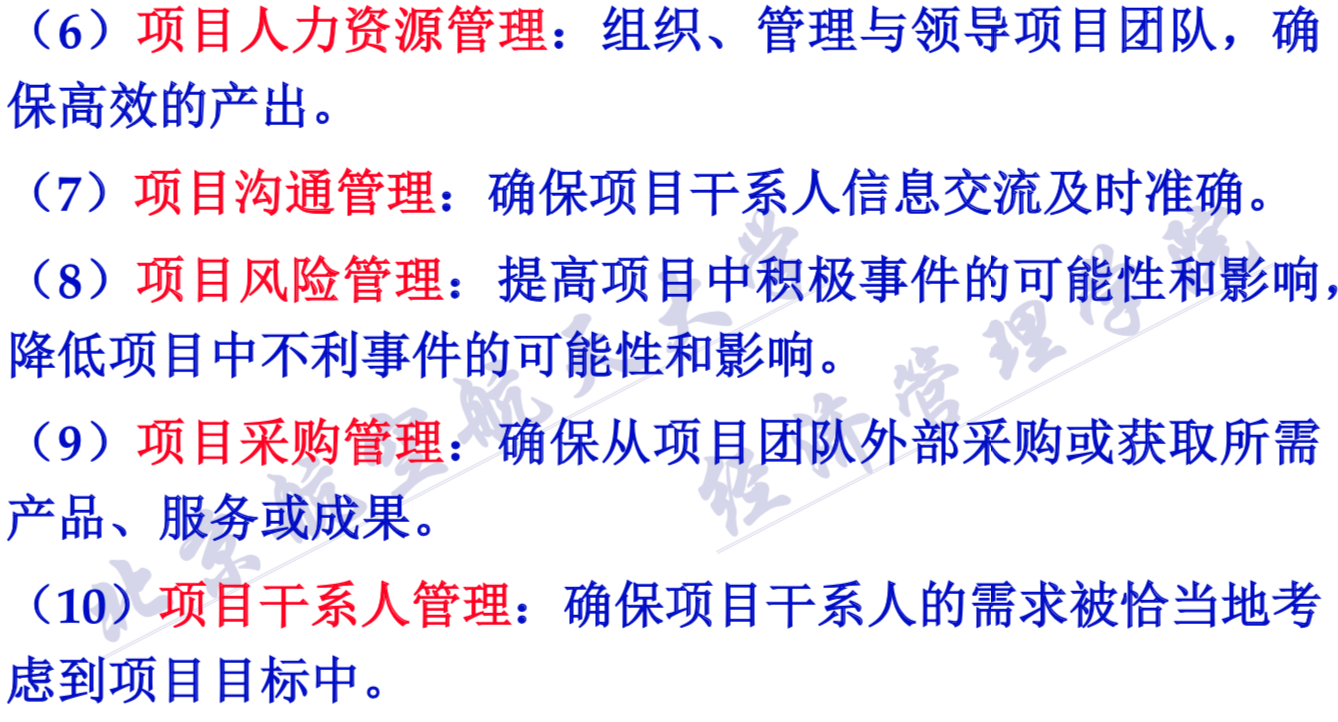 （6）项目人力资源管理：组织、管理与领导项目团队，确
保高效的产出。
（7）项目沟通管理：确保项目干系人信息交流及时准确。
（8）项目风险管理：提高项目中积极事件的可能性和影响，
降低项目中不利事件的可能性和影响。
（9）项目采购管理：确保从项目团队外部采购或获取所需
产品、服务或成果。
（10）项目干系人管理：确保项目干系人的需求被恰当地考
虑到项目目标中。
北京航空航天大学
经济管理学院